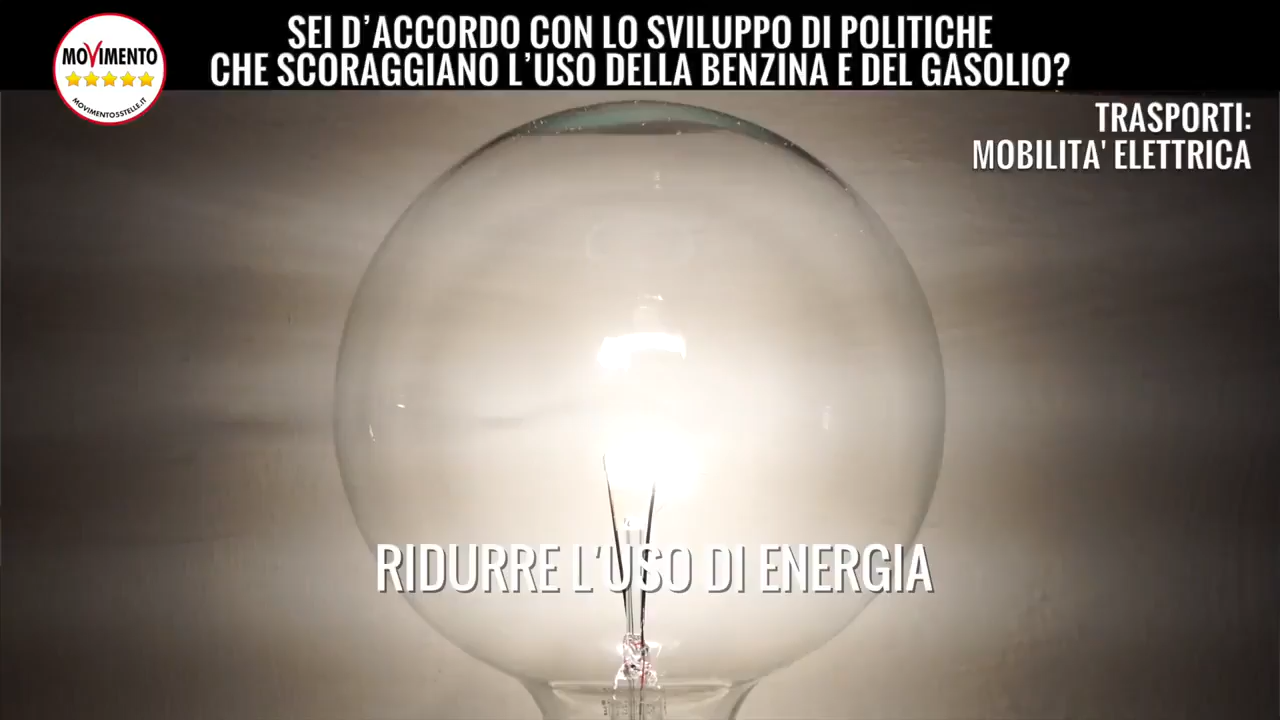 SEI D'ACCORDO CON LO SVILUPPO DI POLITICHE
CHE SCORAGGIANO L'USO DELLA BENZINA E DEL GASOLIO?
MOVIMENTO
MOVIMENTO5STELLE.IT
TRASPORTI:
MOBILITA' ELETTRICA
RIDURRE L'USO DI ENERGIA